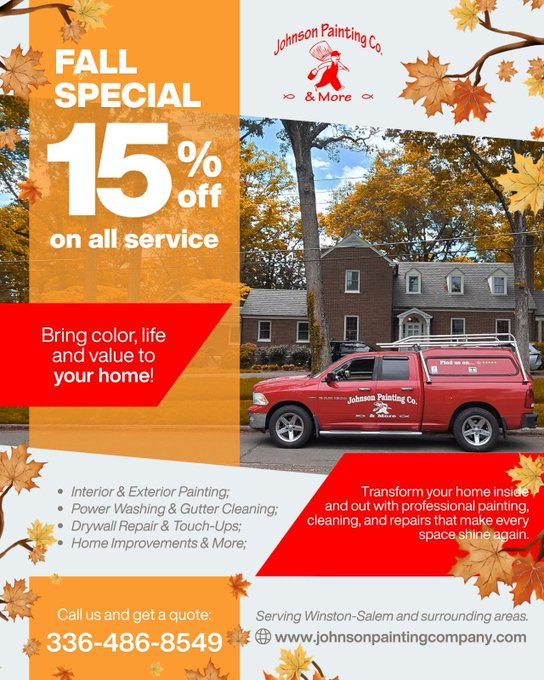 FALL
SPECIAL
15%
off
on all service
Johnson Painting Co.
& More
Bring color, life
and value to
your home!
Find us on...
Johnson Painting Co.
& More
• Interior & Exterior Painting;
• Power Washing & Gutter Cleaning;
• Drywall Repair & Touch-Ups;
• Home Improvements & More;
Transform your home inside
and out with professional painting,
cleaning, and repairs that make every
space shine again.
Call us and get a quote:
336-486-8549
Serving Winston-Salem and surrounding areas.
www.johnsonpaintingcompany.com